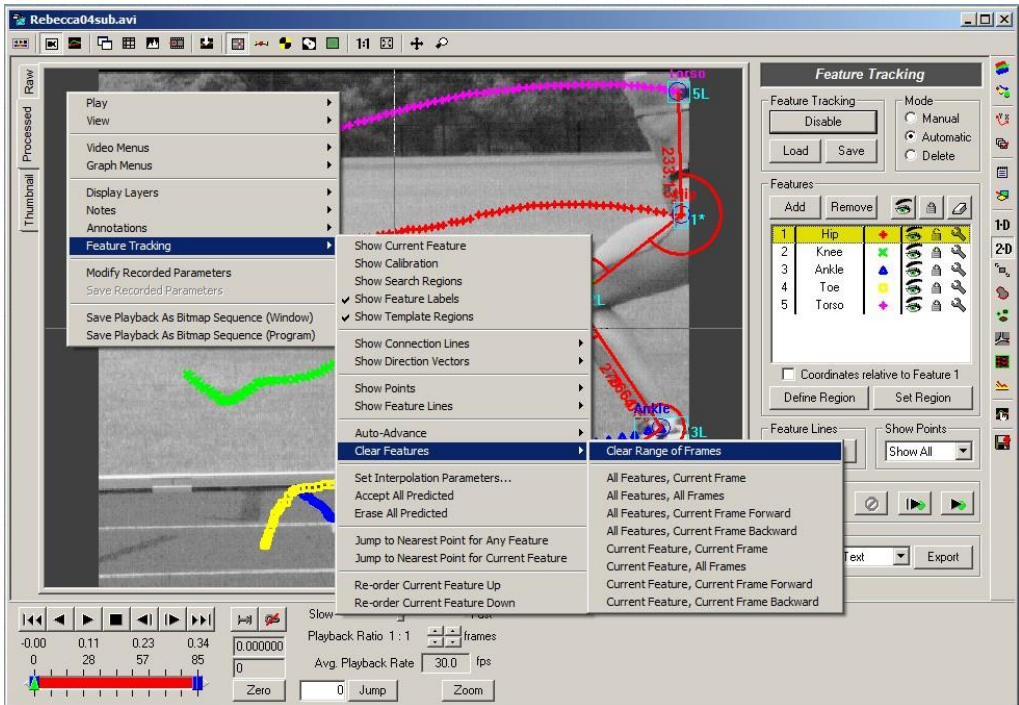 Rebecca04sub.avi
1:1
Raw
Processed
Thumbnail
Torso
5L
233.13
Hip
1*
2L
Ankle
3L
Play
View
Video Menus
Graph Menus
Display Layers
Notes
Annotations
Feature Tracking
Modify Recorded Parameters
Save Recorded Parameters
Save Playback As Bitmap Sequence (Window)
Save Playback As Bitmap Sequence (Program)
Show Current Feature
Show Calibration
Show Search Regions
Show Feature Labels
Show Template Regions
Show Connection Lines
Show Direction Vectors
Show Points
Show Feature Lines
Auto-Advance
Clear Features
Set Interpolation Parameters...
Accept All Predicted
Erase All Predicted
Jump to Nearest Point for Any Feature
Jump to Nearest Point for Current Feature
Re-order Current Feature Up
Re-order Current Feature Down
Clear Range of Frames
All Features, Current Frame
All Features, All Frames
All Features, Current Frame Forward
All Features, Current Frame Backward
Current Feature, Current Frame
Current Feature, All Frames
Current Feature, Current Frame Forward
Current Feature, Current Frame Backward
Feature Tracking
Feature Tracking
Disable
Load Save
Mode
Manual
Automatic
Delete
Features
Add Remove
1 Hip
2 Knee
3 Ankle
4 Toe
5 Torso
Coordinates relative to Feature 1
Define Region Set Region
Feature Lines
Show Points
Show All
Text Export
1-D
2-D
-0.00 0.11 0.23 0.34
0 28 57 85
0.000000
0
Zero
Slow
Playback Ratio 1 : 1 frames
Avg. Playback Rate 30.0 fps
0 Jump Zoom